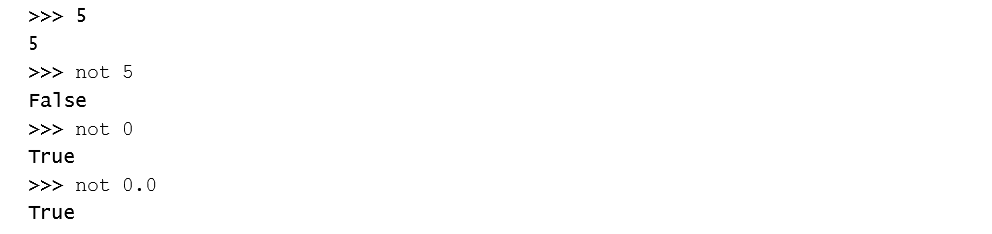 >>> 5
5
>>> not 5
False
>>> not 0
True
>>> not 0.0
True